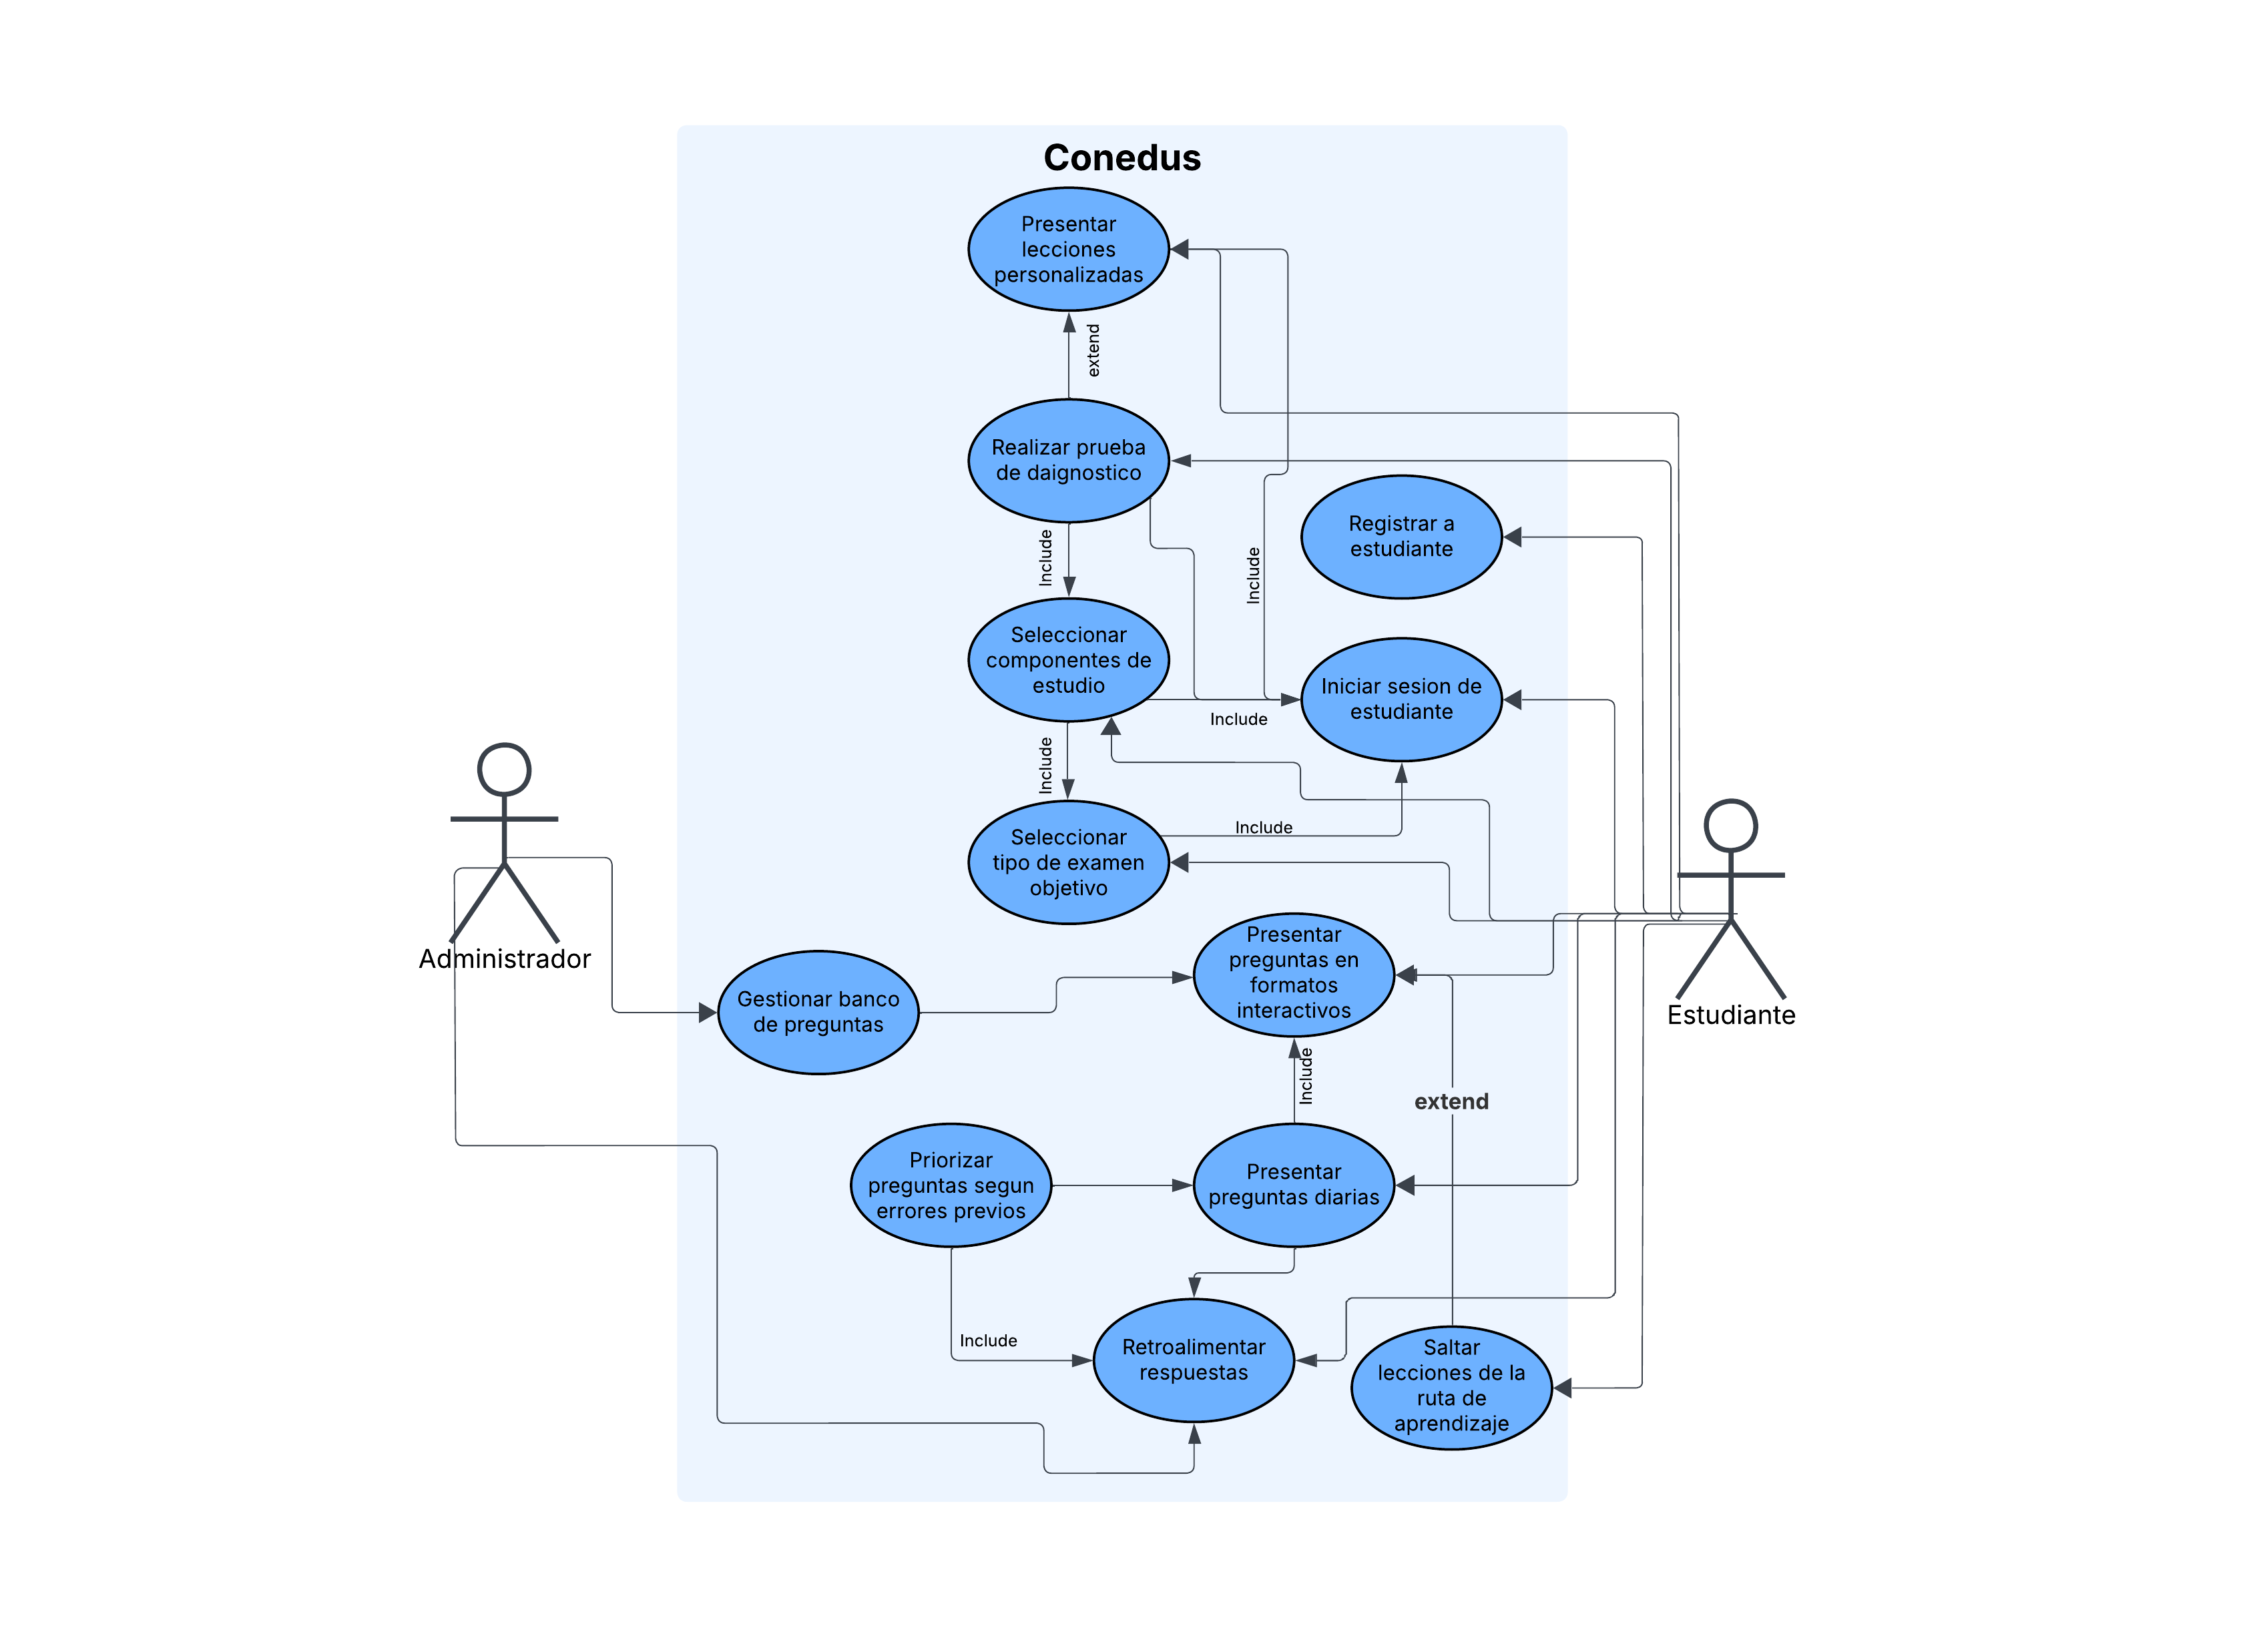 Conedus
Presentar
lecciones
personalizadas
extend
Realizar prueba
de daignostico
Registrar a
estudiante
Include
Include
Seleccionar
componentes de
estudio
Iniciar sesion de
estudiante
Include
Include
Seleccionar
tipo de examen
objetivo
Include
Administrador
Estudiante
Presentar
preguntas en
formatos
interactivos
Gestionar banco
de preguntas
Include
extend
Priorizar
preguntas segun
errores previos
Presentar
preguntas diarias
Include
Retroalimentar
respuestas
Saltar
lecciones de la
ruta de
aprendizaje